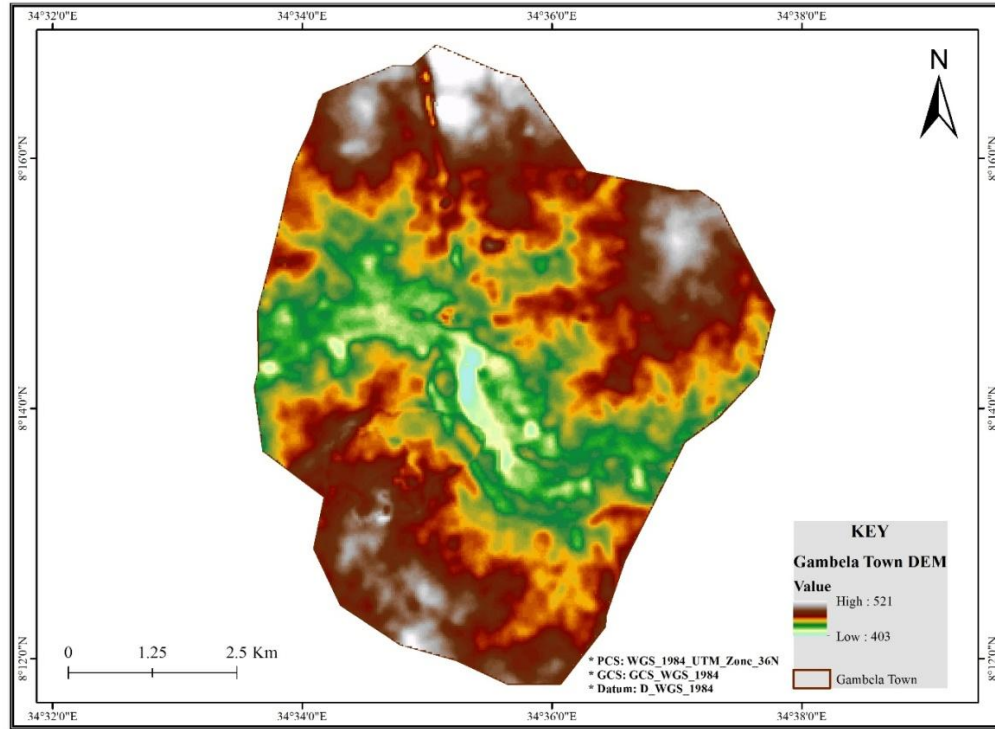 34°32'0"E 34°34'0"E 34°36'0"E 34°38'0"E
N
8°16'0"N 8°16'0"N
8°14'0"N 8°14'0"N
KEY
Gambela Town DEM
Value
High : 521
Low : 403
Gambela Town
0 1.25 2.5 Km
* PCS: WGS_1984_UTM_Zone_36N
* GCS: GCS_WGS_1984
* Datum: D_WGS_1984
8°12'0"N 8°12'0"N
34°32'0"E 34°34'0"E 34°36'0"E 34°38'0"E